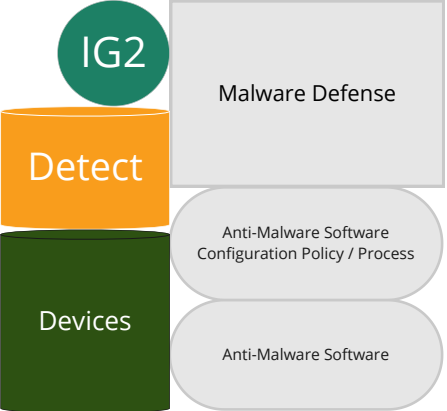 IG2
Malware Defense
Detect
Anti-Malware Software
Configuration Policy / Process
Devices
Anti-Malware Software